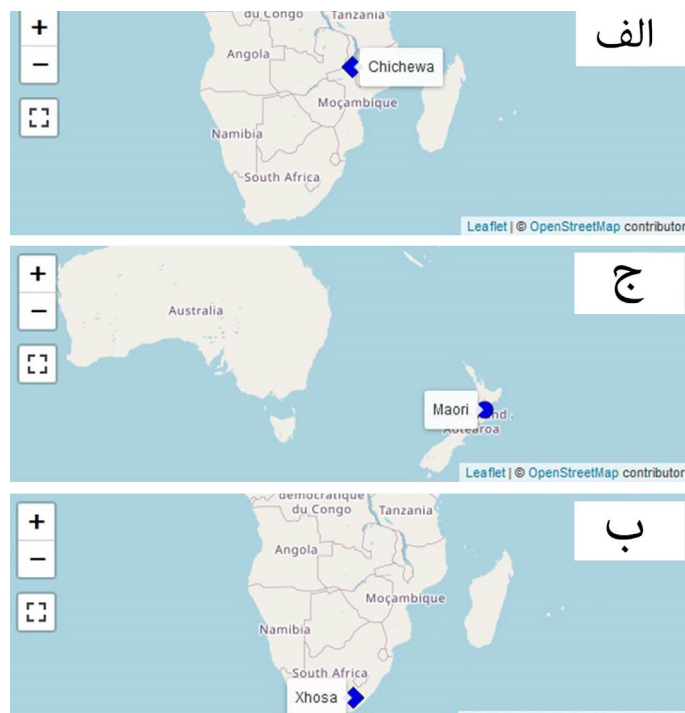 +
−
du Congo
Tanzania
الف
Angola
Chichewa
Moçambique
Namibia
South Africa
Leaflet | © OpenStreetMap contributor
+
−
ج
Australia
Maori
Aotearoa
Leaflet | © OpenStreetMap contributor
+
−
démocratique
du Congo
Tanzania
ب
Angola
Moçambique
Namibia
South Africa
Xhosa